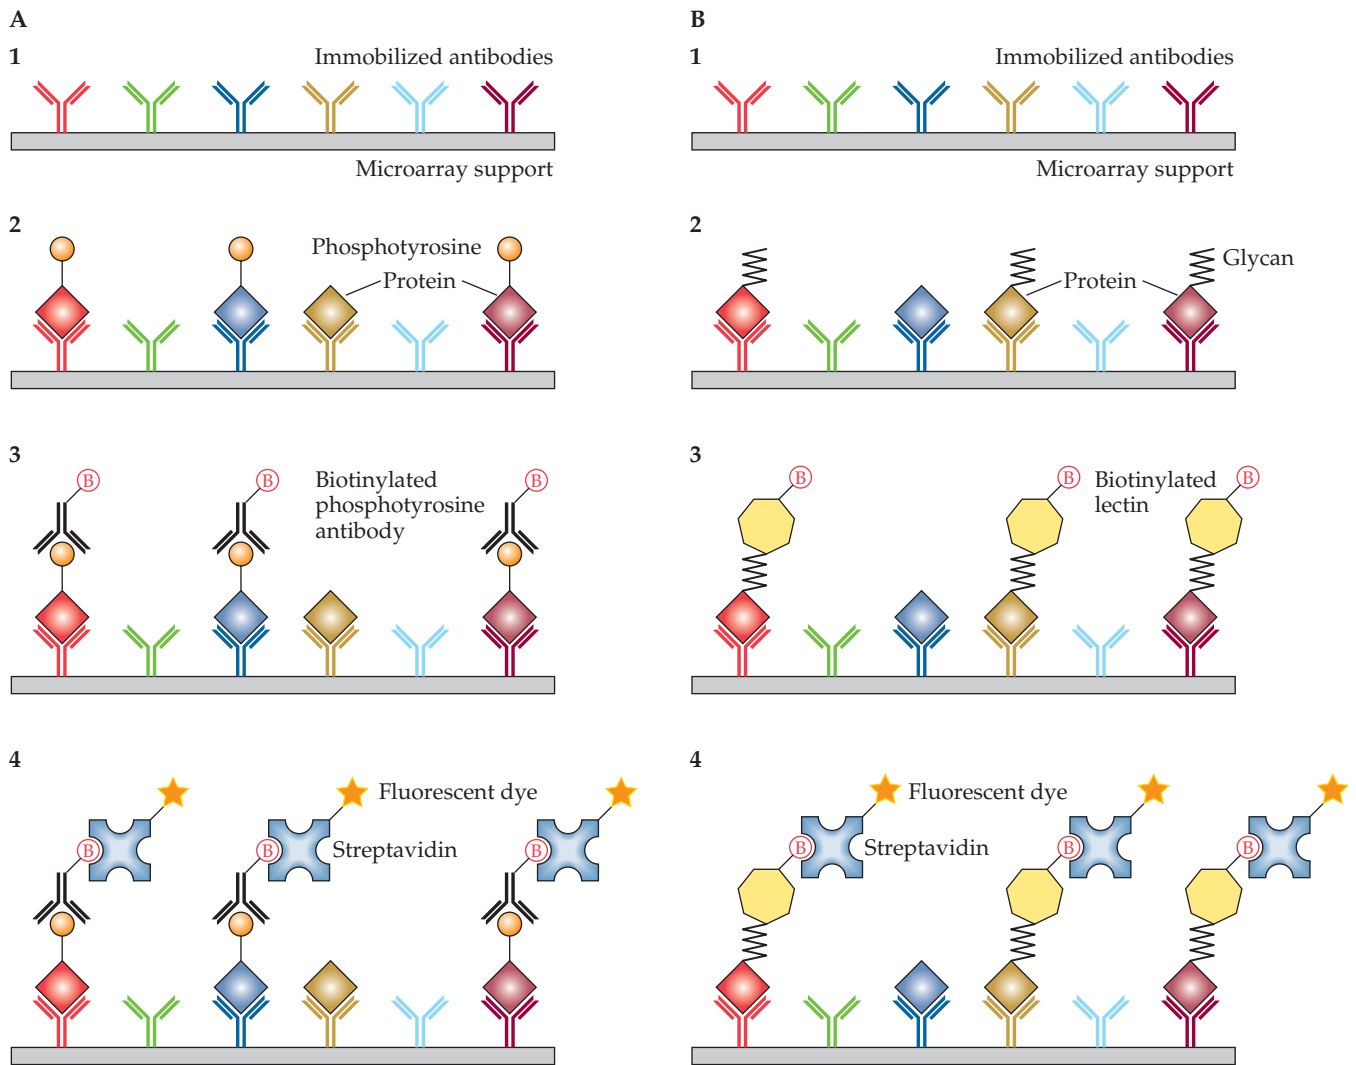 A
1
Immobilized antibodies
Microarray support
2
Phosphotyrosine
Protein
3
B
B
B
Biotinylated
phosphotyrosine
antibody
4
Fluorescent dye
B
B
B
Streptavidin
B
1
Immobilized antibodies
Microarray support
2
Glycan
Protein
3
B
B
B
Biotinylated
lectin
4
Fluorescent dye
B
B
B
Streptavidin